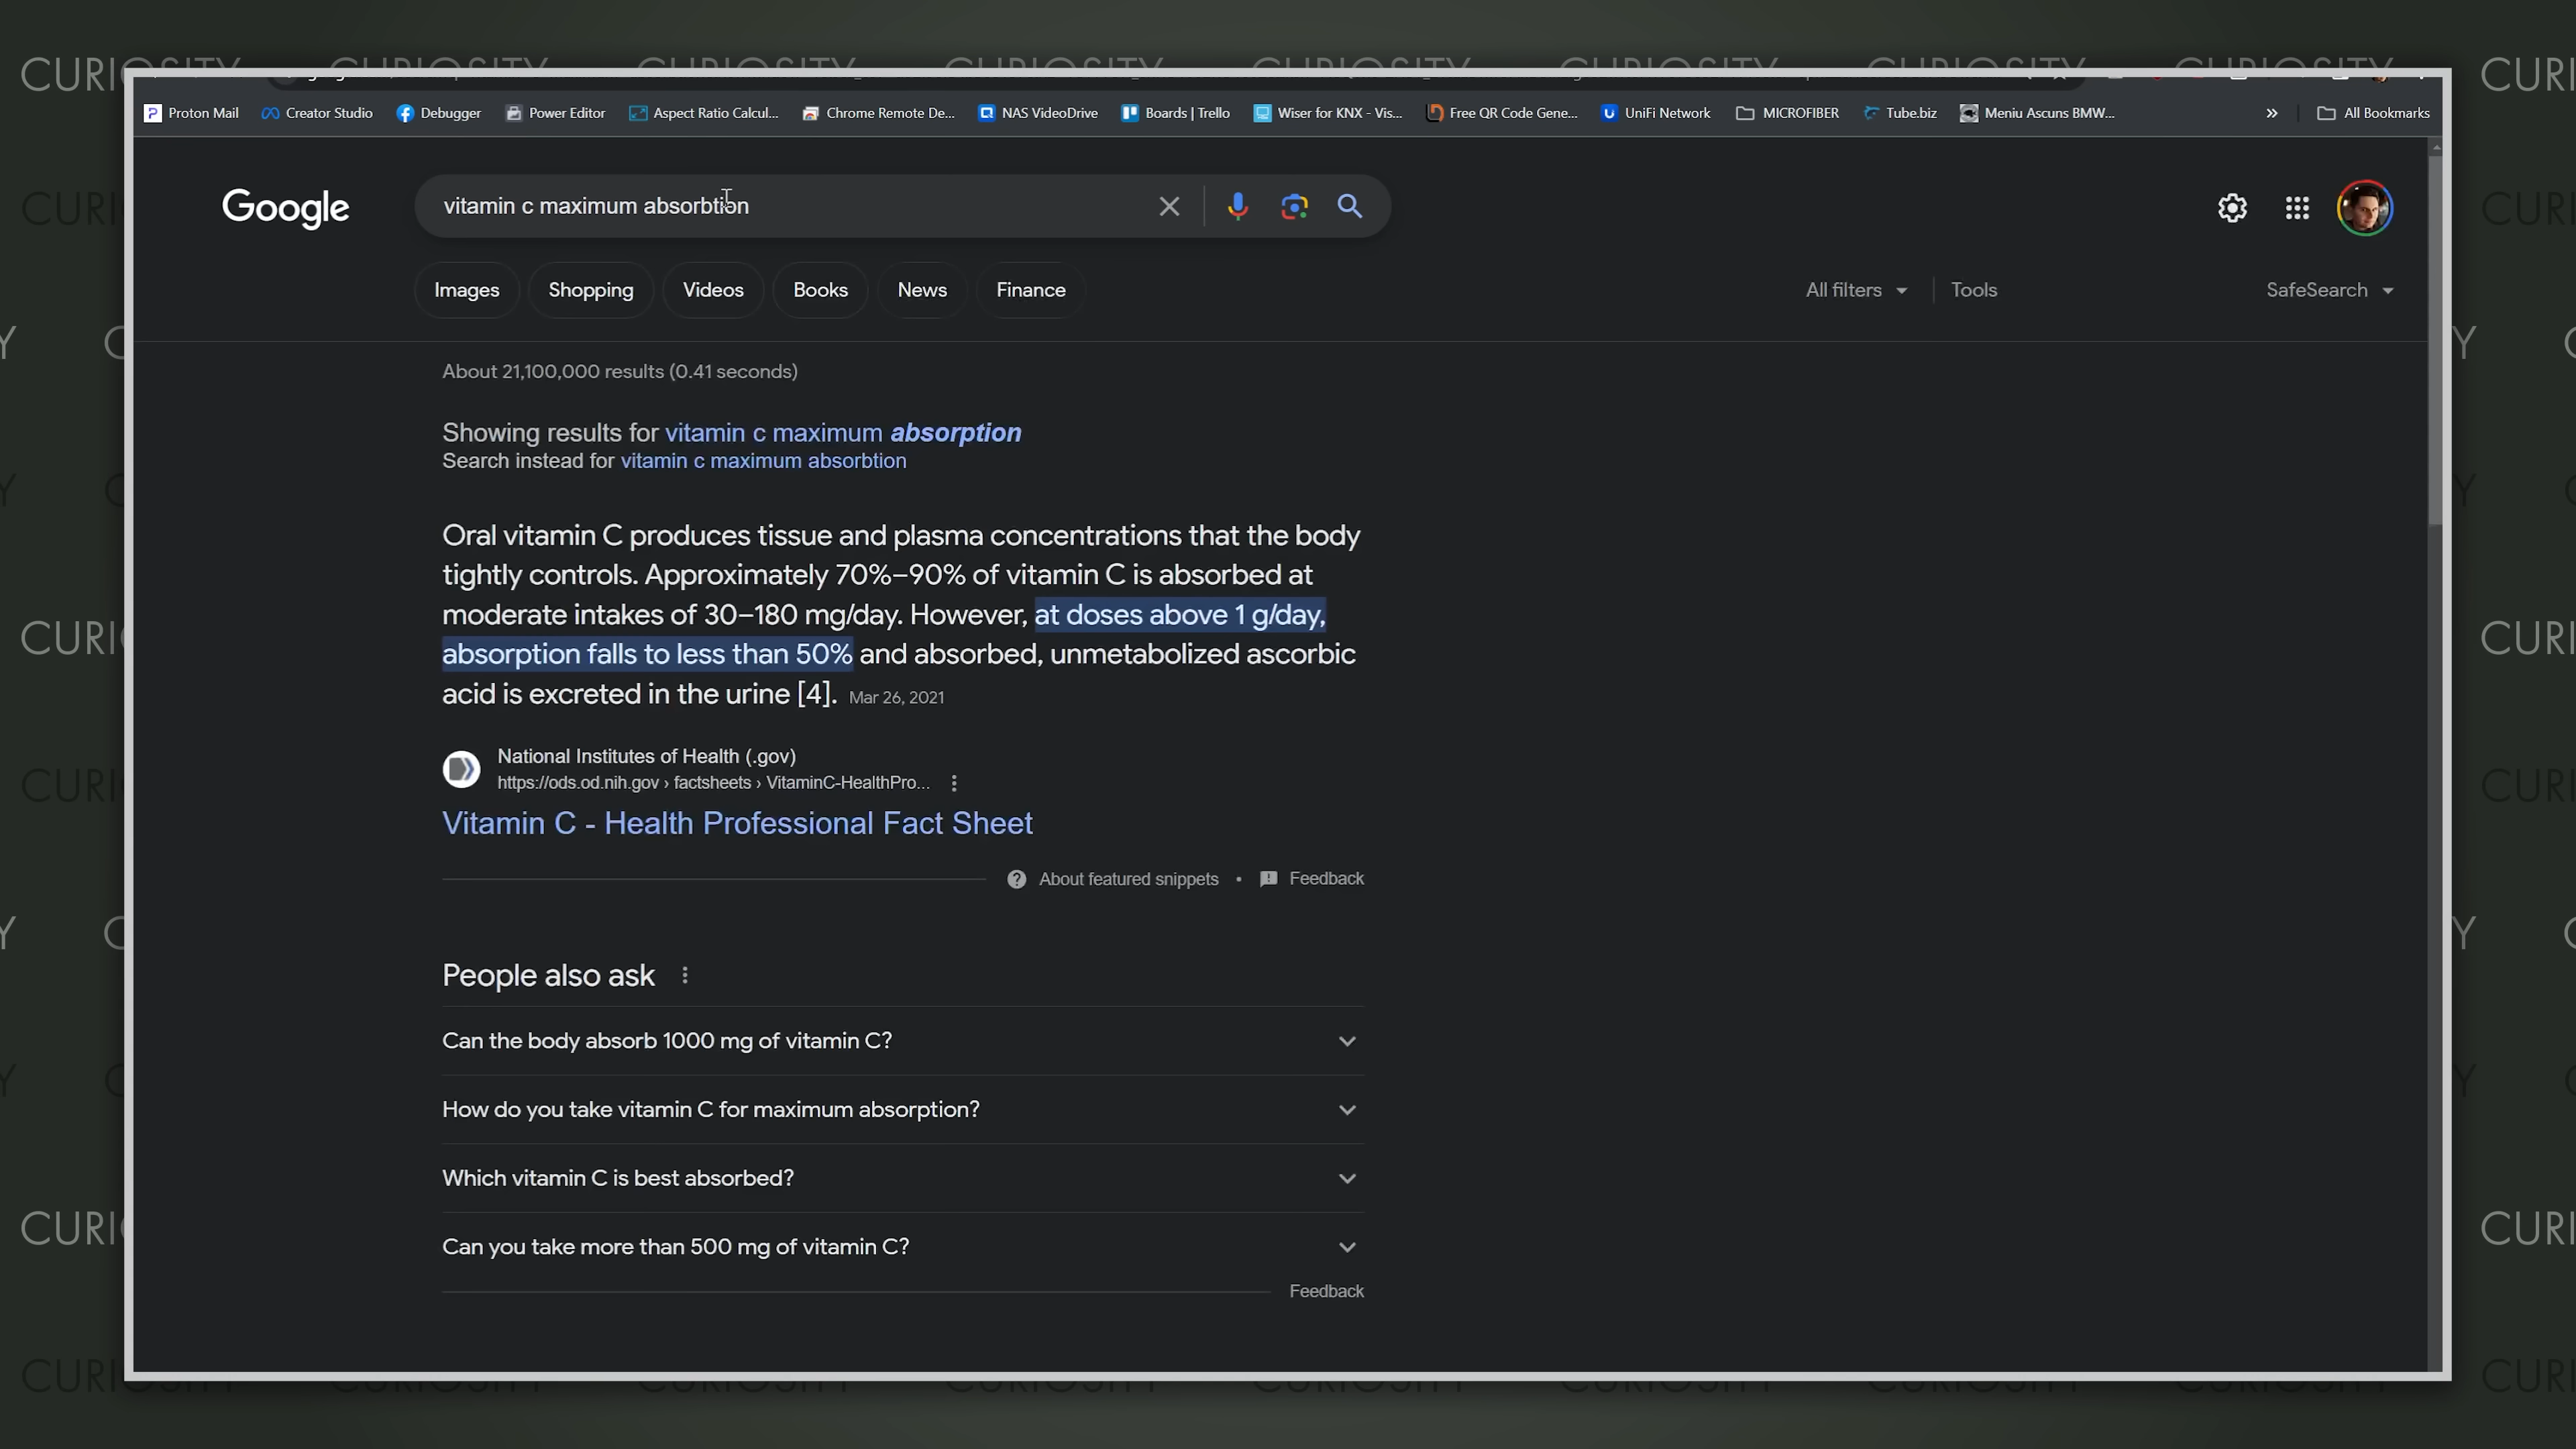 CURIOSITY CURIOSITY CURIOSITY CURIOSITY CURIOSITY CURIOSITY CURIOSITY
Proton Mail Creator Studio Debugger Power Editor Aspect Ratio Calcul... Chrome Remote De... NAS VideoDrive Boards | Trello Wiser for KNX - Vis... Free QR Code Gene... UniFi Network MICROFIBER Tube.biz Meniu Ascuns BMW... » All Bookmarks
Google vitamin c maximum absorbtion
Images Shopping Videos Books News Finance All filters Tools SafeSearch
About 21,100,000 results (0.41 seconds)
Showing results for vitamin c maximum absorption
Search instead for vitamin c maximum absorbtion
Oral vitamin C produces tissue and plasma concentrations that the body
tightly controls. Approximately 70%–90% of vitamin C is absorbed at
moderate intakes of 30–180 mg/day. However, at doses above 1 g/day,
absorption falls to less than 50% and absorbed, unmetabolized ascorbic
acid is excreted in the urine [4]. Mar 26, 2021
National Institutes of Health (.gov)
https://ods.od.nih.gov › factsheets › VitaminC-HealthPro...
Vitamin C - Health Professional Fact Sheet
About featured snippets • Feedback
People also ask
Can the body absorb 1000 mg of vitamin C?
How do you take vitamin C for maximum absorption?
Which vitamin C is best absorbed?
Can you take more than 500 mg of vitamin C?
Feedback